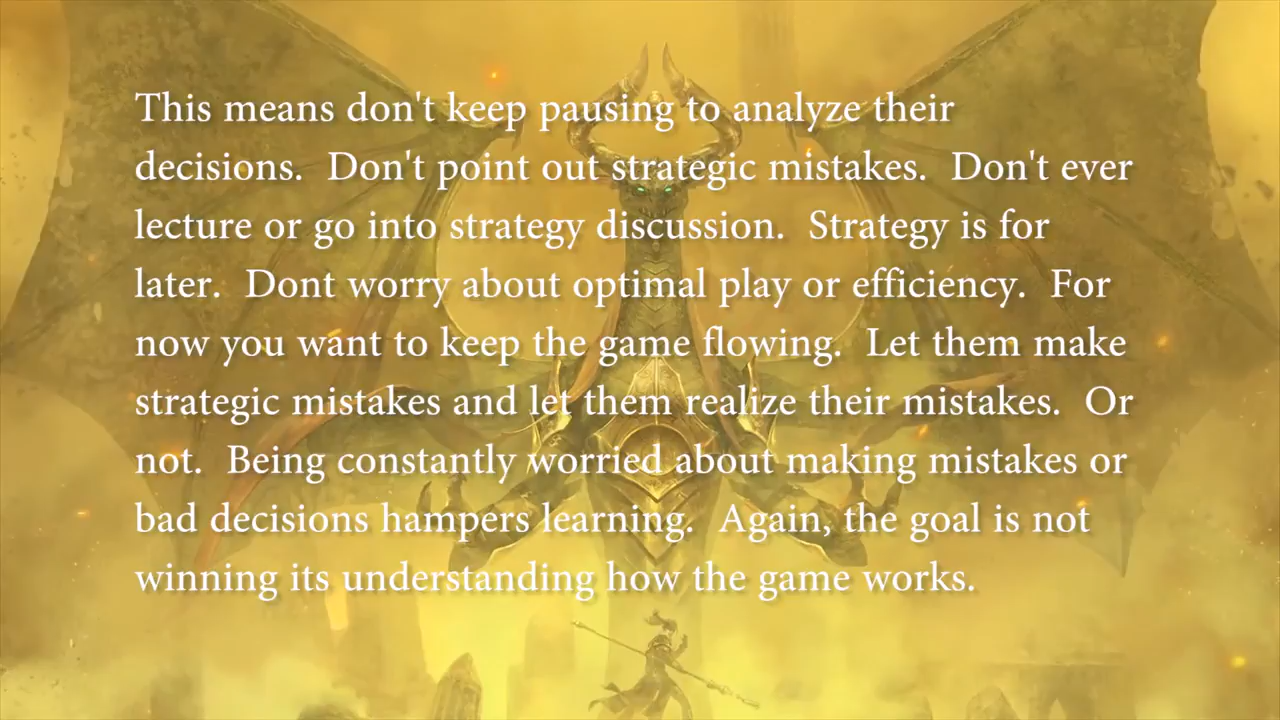 This means don't keep pausing to analyze their
decisions.  Don't point out strategic mistakes.  Don't ever
lecture or go into strategy discussion.  Strategy is for
later.  Dont worry about optimal play or efficiency.  For
now you want to keep the game flowing.  Let them make
strategic mistakes and let them realize their mistakes.  Or
not.  Being constantly worried about making mistakes or
bad decisions hampers learning.  Again, the goal is not
winning its understanding how the game works.